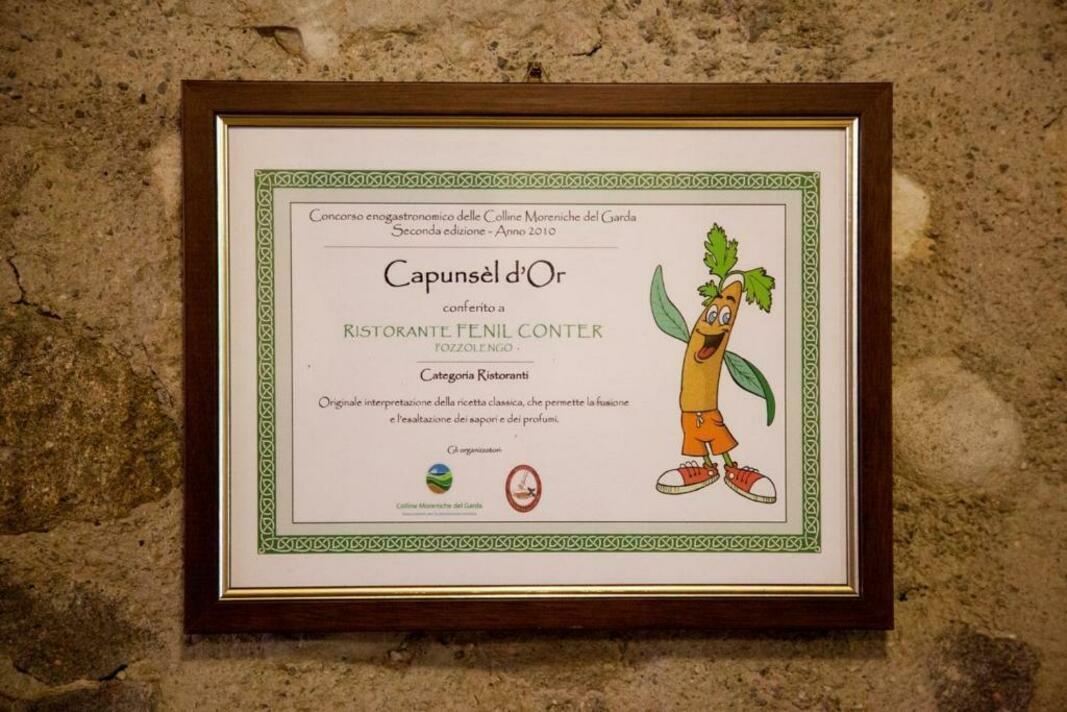 Concorso enogastronomico delle Colline Moreniche del Garda
Seconda edizione - Anno 2010
Capunsèl d'Or
conferito a
RISTORANTE FENIL CONTER
POZZOLENGO
Categoria Ristoranti
Originale interpretazione della ricetta classica, che permette la fusione
e l'esaltazione dei sapori e dei profumi.
Gli organizzatori
Colline Moreniche del Garda